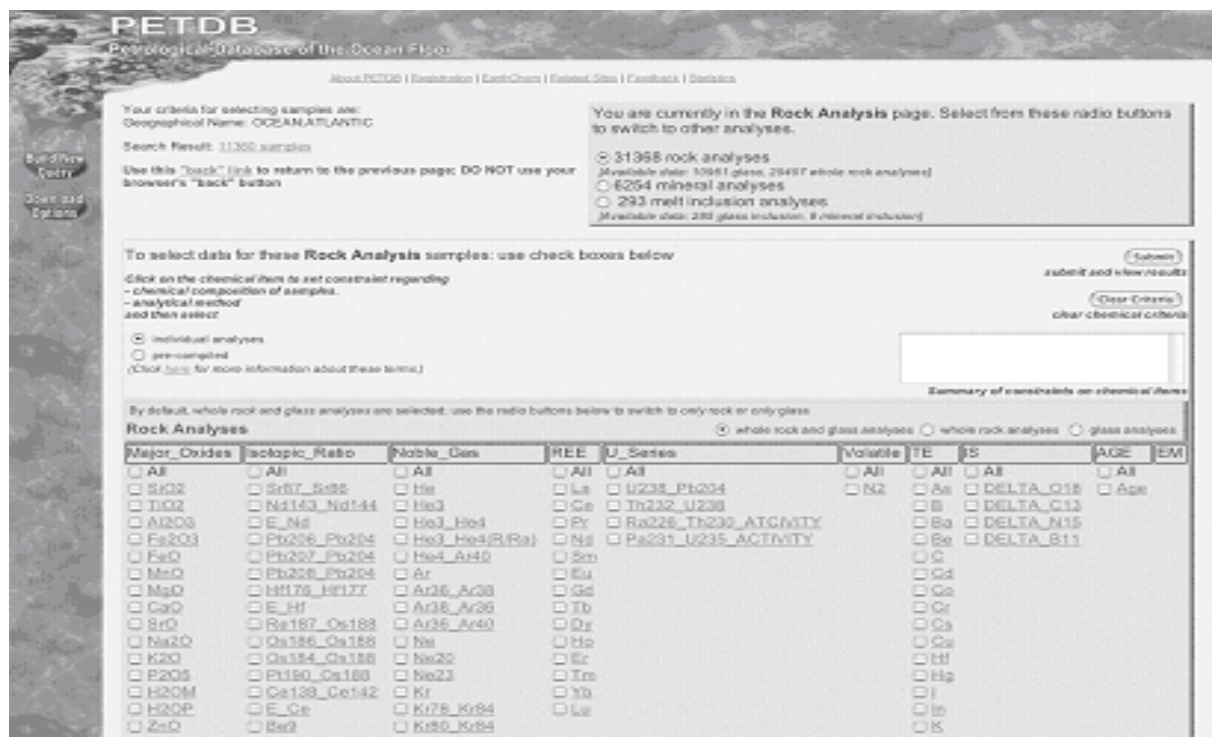 PETDB
Petrological Database of the Ocean Floor
About PETDB | Registration | EarthChem | Related Sites | Feedback | Statistics
Your criteria for selecting samples are:
Geographical Name: OCEAN:ATLANTIC
Search Result: 11360 samples
Use this "back" link to return to the previous page; DO NOT use your
browser's "back" button
Build New
Query
Download
Options
You are currently in the Rock Analysis page. Select from these radio buttons
to switch to other analyses.
31368 rock analyses
6254 mineral analyses
293 melt inclusion analyses
To select data for these Rock Analysis samples: use check boxes below
Click on the chemical item to set constraint regarding
- chemical composition of samples.
- analytical method
and then select
Submit
submit and view results
Clear Criteria
clear chemical criteria
individual analyses
pre-compiled
(Click here for more information about these terms.)
Summary of constraints on chemical items
By default, whole rock and glass analyses are selected; use the radio buttons below to switch to only rock or only glass
Rock Analyses whole rock and glass analyses whole rock analyses glass analyses
Major_Oxides Isotopic_Ratio Noble_Gas REE U_Series Volatile TE IS AGE EM
All All All All All All All All All
SiO2 Sr87_Sr86 He La U238_Pb204 N2 As DELTA_O18 Age
TiO2 Nd143_Nd144 He3 Ce Th232_U238 B DELTA_C13
Al2O3 E_Nd He3_He4 Pr Ra226_Th230_ATCIVITY Ba DELTA_N15
Fe2O3 Pb206_Pb204 He3_He4(R/Ra) Nd Pa231_U235_ACTIVITY Be DELTA_B11
FeO Pb207_Pb204 He4_Ar40 Sm C
MnO Pb208_Pb204 Ar Eu Cd
MgO Hf176_Hf177 Ar36_Ar38 Gd Co
CaO E_Hf Ar38_Ar36 Tb Cr
SrO Re187_Os188 Ar36_Ar40 Dy Cs
Na2O Os186_Os188 Ne Ho Cu
K2O Os184_Os188 Ne20 Er Hf
P2O5 Pt190_Os188 Ne23 Tm Hg
H2OM Ce138_Ce142 Kr Yb I
H2OP E_Ce Kr78_Kr84 Lu In
ZnO Be9 Kr80_Kr84 K